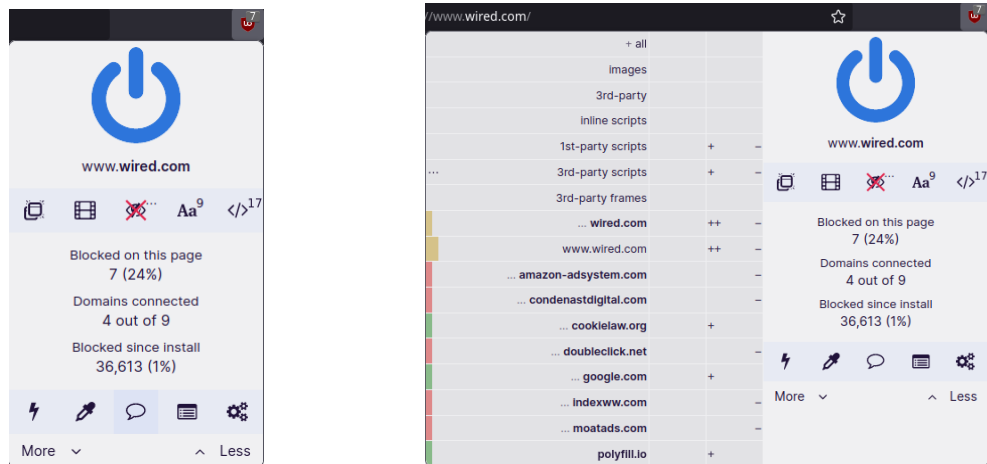 7
www.wired.com
...
Aa9
</>17
Blocked on this page
7 (24%)
Domains connected
4 out of 9
Blocked since install
36,613 (1%)
More
Less
//www.wired.com/
7
+ all
images
3rd-party
inline scripts
1st-party scripts + –
... 3rd-party scripts + –
3rd-party frames
... wired.com ++ –
www.wired.com ++ –
... amazon-adsystem.com –
... condenastdigital.com –
... cookielaw.org +
... doubleclick.net –
... google.com +
... indexww.com –
... moatads.com –
polyfill.io +
www.wired.com
...
Aa9
</>17
Blocked on this page
7 (24%)
Domains connected
4 out of 9
Blocked since install
36,613 (1%)
More
Less